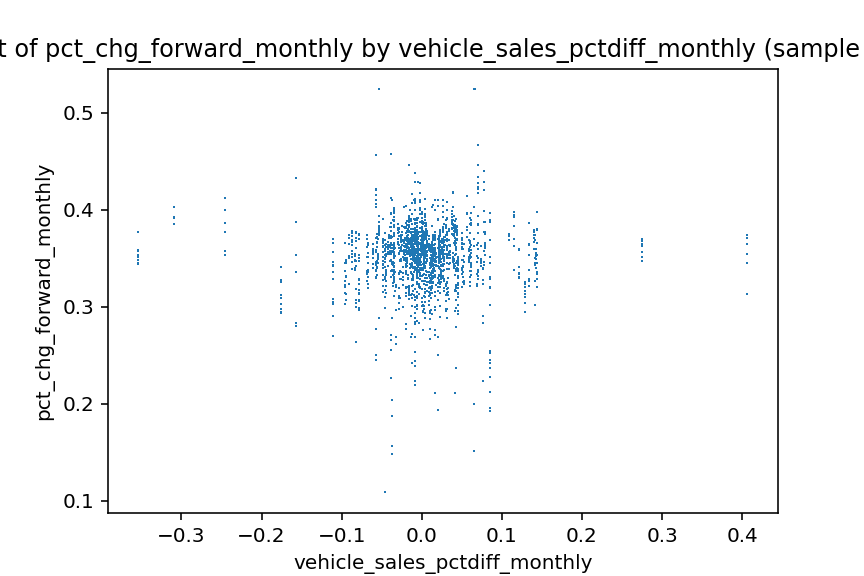 t of pct_chg_forward_monthly by vehicle_sales_pctdiff_monthly (sample
0.5
0.4
0.3
0.2
0.1
pct_chg_forward_monthly
−0.3 −0.2 −0.1 0.0 0.1 0.2 0.3 0.4
vehicle_sales_pctdiff_monthly